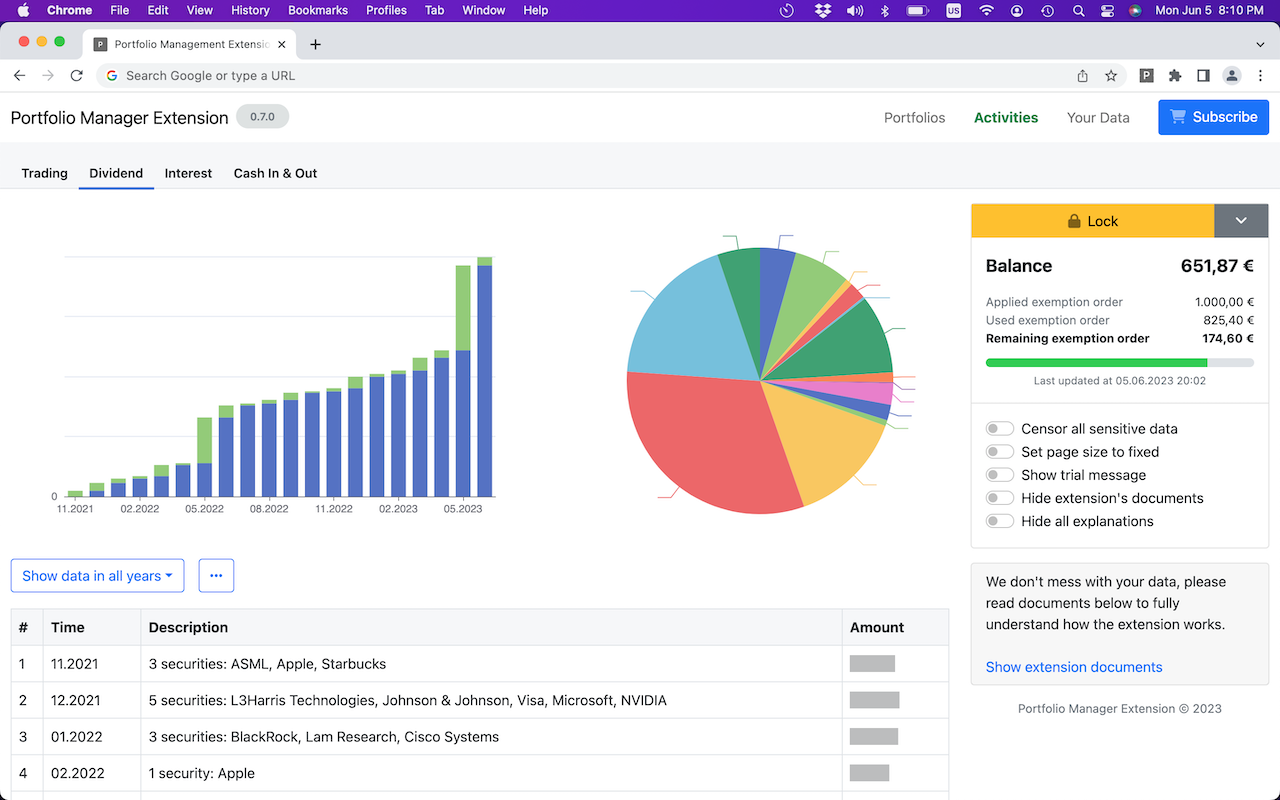 Chrome File Edit View History Bookmarks Profiles Tab Window Help US Mon Jun 5 8:10 PM
P Portfolio Management Extensio
G Search Google or type a URL P
Portfolio Manager Extension 0.7.0 Portfolios Activities Your Data Subscribe
Trading Dividend Interest Cash In & Out
0
11.2021 02.2022 05.2022 08.2022 11.2022 02.2023 05.2023
Show data in all years ...
# Time Description Amount
1 11.2021 3 securities: ASML, Apple, Starbucks
2 12.2021 5 securities: L3Harris Technologies, Johnson & Johnson, Visa, Microsoft, NVIDIA
3 01.2022 3 securities: BlackRock, Lam Research, Cisco Systems
4 02.2022 1 security: Apple
Lock
Balance 651,87 €
Applied exemption order 1.000,00 €
Used exemption order 825,40 €
Remaining exemption order 174,60 €
Last updated at 05.06.2023 20:02
Censor all sensitive data
Set page size to fixed
Show trial message
Hide extension's documents
Hide all explanations
We don't mess with your data, please
read documents below to fully
understand how the extension works.
Show extension documents
Portfolio Manager Extension © 2023